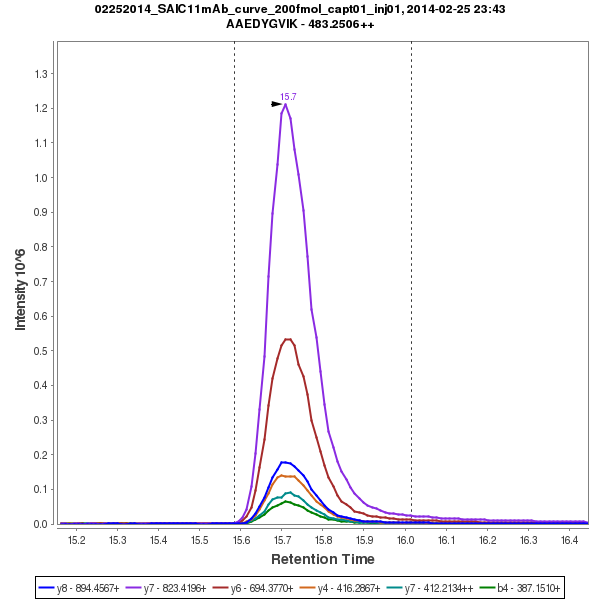 02252014_SAIC11mAb_curve_200fmol_capt01_inj01, 2014-02-25 23:43
AAEDYGVIK - 483.2506++
15.7
1.3
1.2
1.1
1.0
0.9
0.8
0.7
0.6
0.5
0.4
0.3
0.2
0.1
0.0
Intensity 10^6
15.2 15.3 15.4 15.5 15.6 15.7 15.8 15.9 16.0 16.1 16.2 16.3 16.4
Retention Time
y8 - 894.4567+ y7 - 823.4196+ y6 - 694.3770+ y4 - 416.2867+ y7 - 412.2134++ b4 - 387.1510+